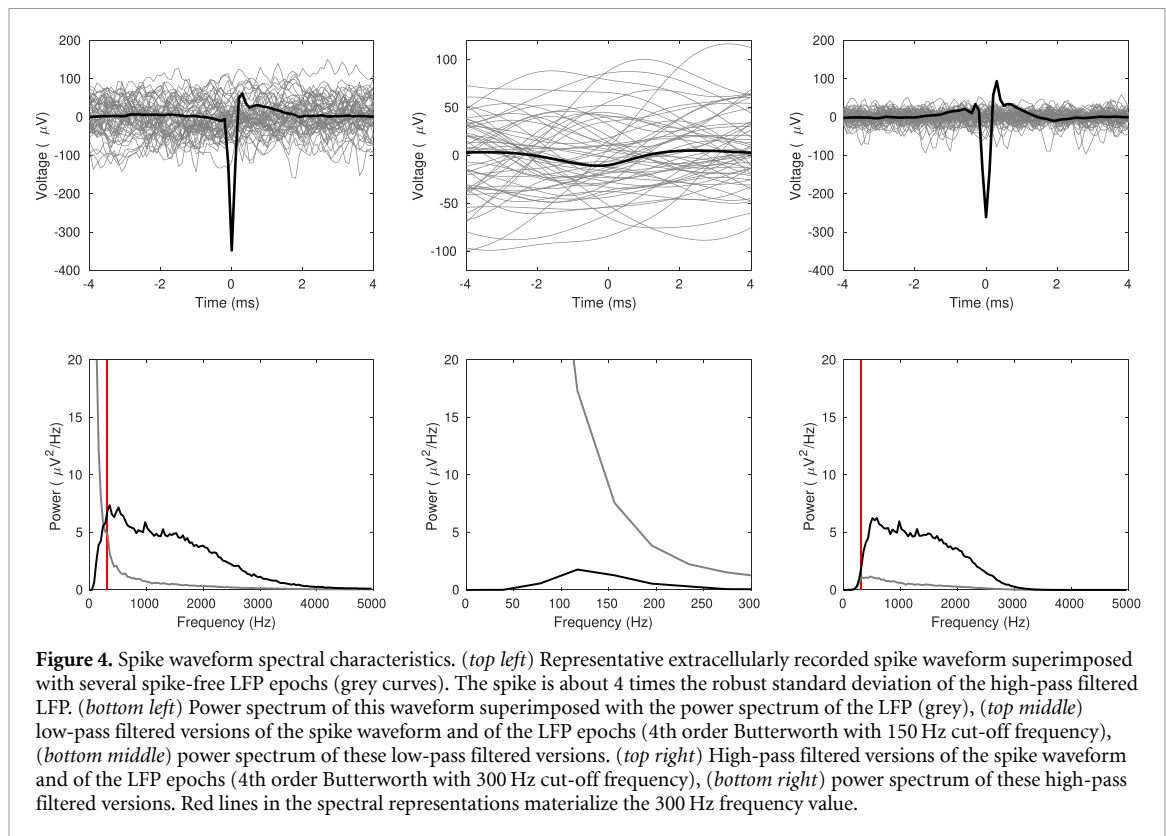 200
100
0
-100
-200
-300
-400
Voltage ( μV)
-4 -2 0 2 4
Time (ms)
100
50
0
-50
-100
Voltage ( μV)
-4 -2 0 2 4
Time (ms)
200
100
0
-100
-200
-300
-400
Voltage ( μV)
-4 -2 0 2 4
Time (ms)
20
15
10
5
0
Power ( μV²/Hz)
0 1000 2000 3000 4000 5000
Frequency (Hz)
20
15
10
5
0
Power ( μV²/Hz)
0 50 100 150 200 250 300
Frequency (Hz)
20
15
10
5
0
Power ( μV²/Hz)
0 1000 2000 3000 4000 5000
Frequency (Hz)
Figure 4. Spike waveform spectral characteristics. (top left) Representative extracellularly recorded spike waveform superimposed
with several spike-free LFP epochs (grey curves). The spike is about 4 times the robust standard deviation of the high-pass filtered
LFP. (bottom left) Power spectrum of this waveform superimposed with the power spectrum of the LFP (grey), (top middle)
low-pass filtered versions of the spike waveform and of the LFP epochs (4th order Butterworth with 150 Hz cut-off frequency),
(bottom middle) power spectrum of these low-pass filtered versions. (top right) High-pass filtered versions of the spike waveform
and of the LFP epochs (4th order Butterworth with 300 Hz cut-off frequency), (bottom right) power spectrum of these high-pass
filtered versions. Red lines in the spectral representations materialize the 300 Hz frequency value.